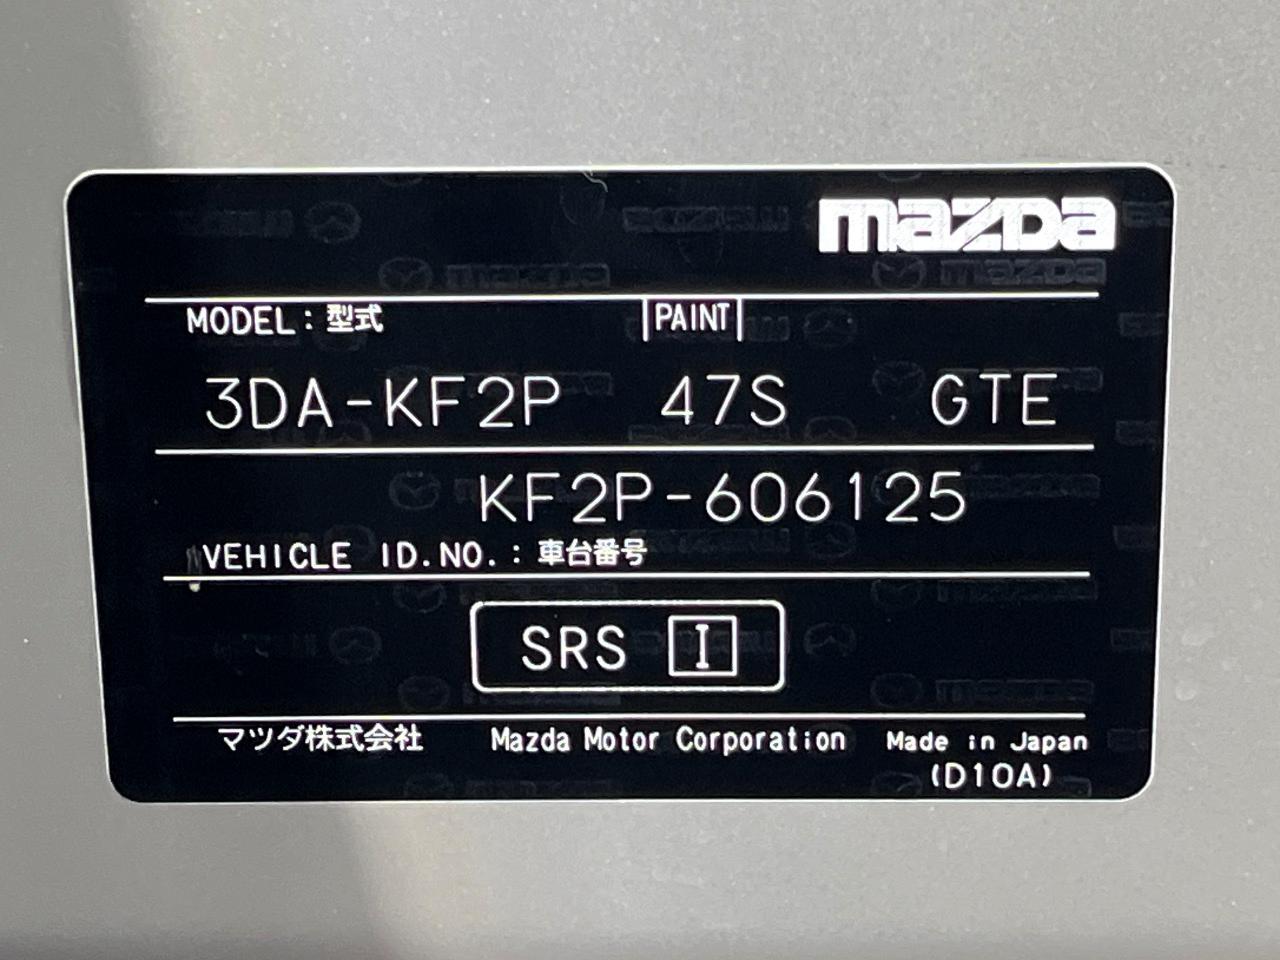 mazda
MODEL : 型式 PAINT
3DA-KF2P 47S GTE
KF2P-606125
VEHICLE ID.NO. : 車台番号
SRS I
マツダ株式会社 Mazda Motor Corporation Made in Japan
(D10A)